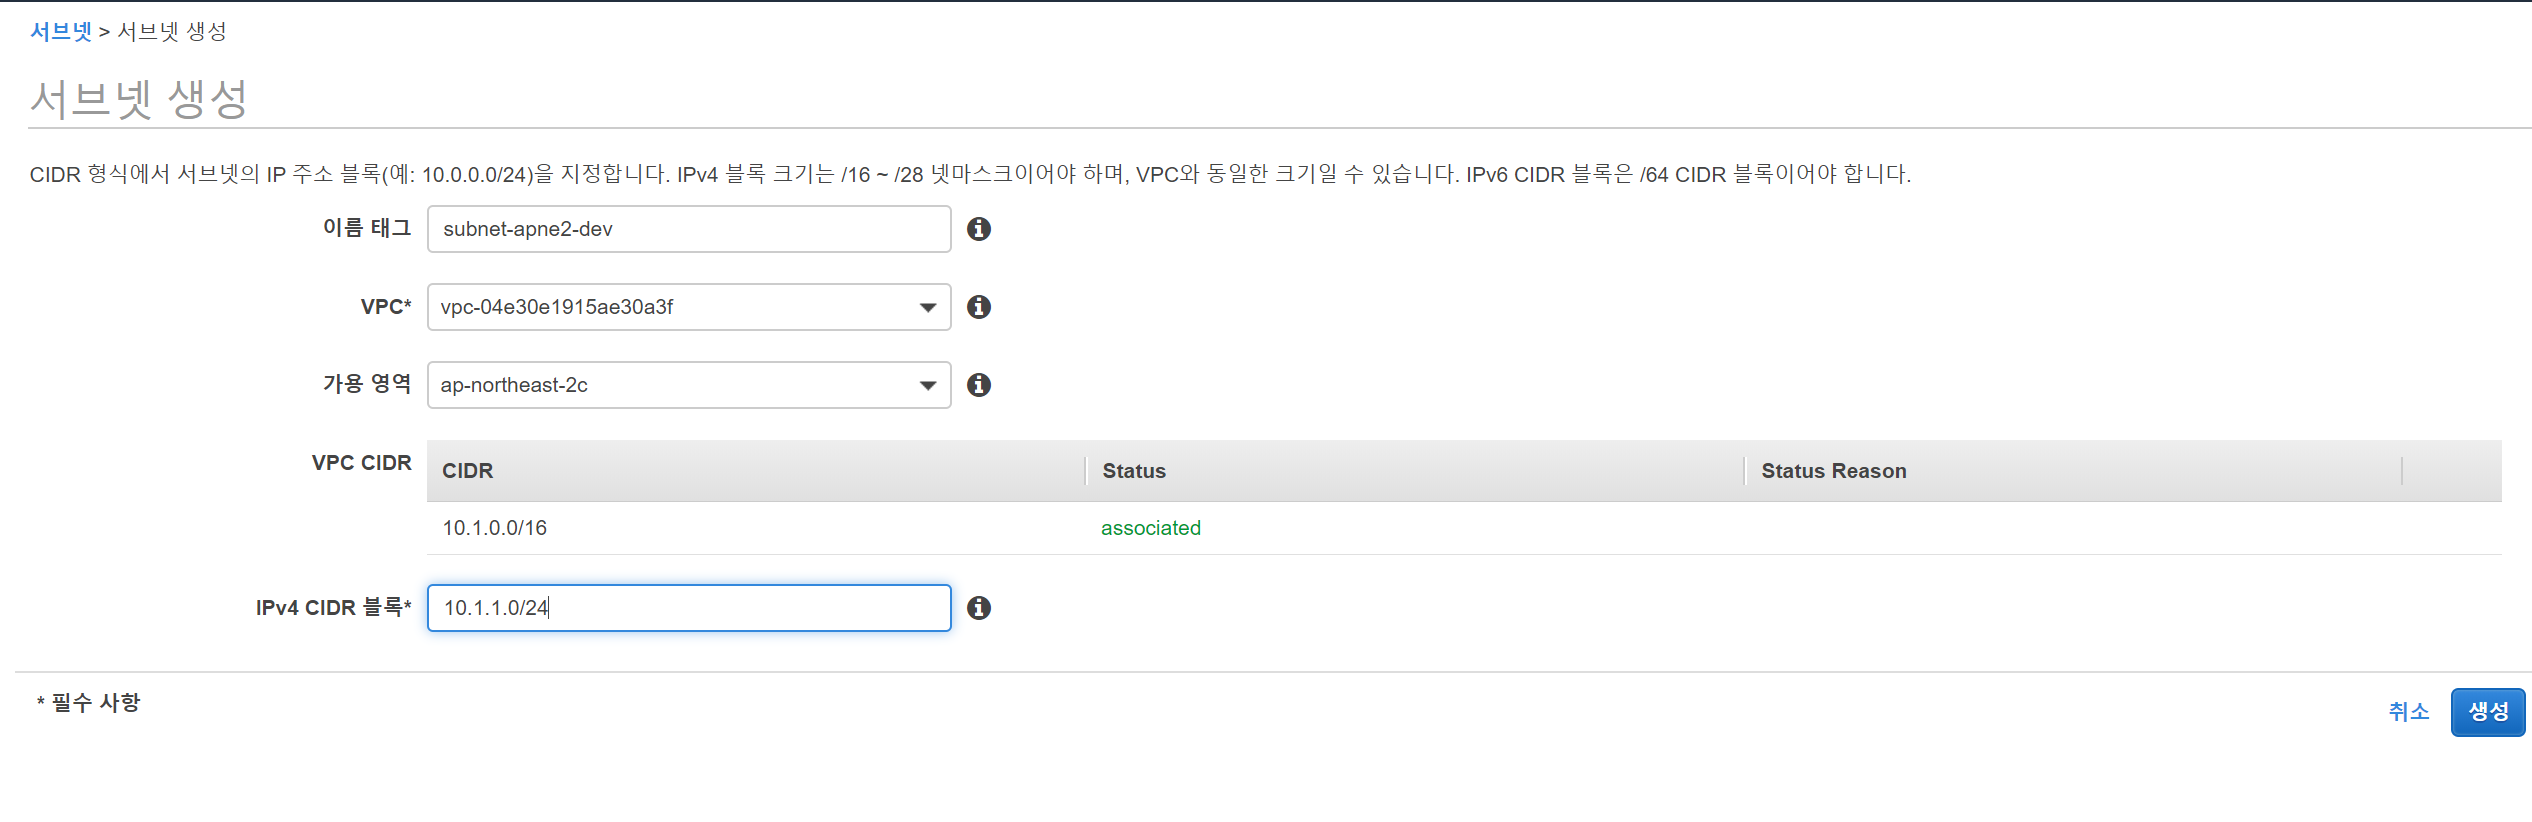 서브넷 > 서브넷 생성
서브넷 생성
CIDR 형식에서 서브넷의 IP 주소 블록(예: 10.0.0.0/24)을 지정합니다. IPv4 블록 크기는 /16 ~ /28 넷마스크이어야 하며, VPC와 동일한 크기일 수 있습니다. IPv6 CIDR 블록은 /64 CIDR 블록이어야 합니다.
이름 태그 subnet-apne2-dev
VPC* vpc-04e30e1915ae30a3f
가용 영역 ap-northeast-2c
VPC CIDR CIDR Status Status Reason
10.1.0.0/16 associated
IPv4 CIDR 블록* 10.1.1.0/24
* 필수 사항 취소 생성